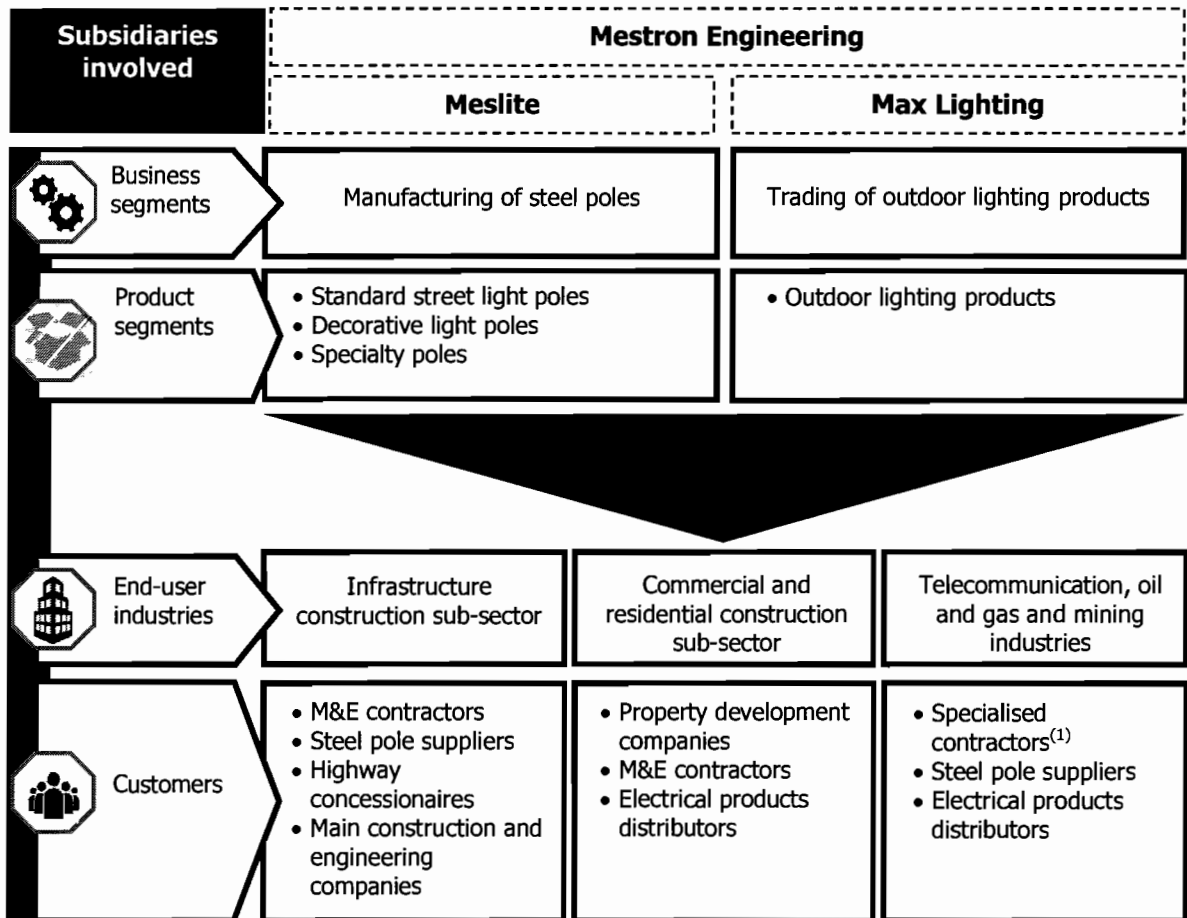 Subsidiaries
involved
Mestron Engineering
Meslite
Max Lighting
Business
segments
Manufacturing of steel poles
Trading of outdoor lighting products
Product
segments
• Standard street light poles
• Decorative light poles
• Specialty poles
• Outdoor lighting products
End-user
industries
Infrastructure
construction sub-sector
Commercial and
residential construction
sub-sector
Telecommunication, oil
and gas and mining
industries
Customers
• M&E contractors
• Steel pole suppliers
• Highway
concessionaires
• Main construction and
engineering
companies
• Property development
companies
• M&E contractors
• Electrical products
distributors
• Specialised
contractors(1)
• Steel pole suppliers
• Electrical products
distributors